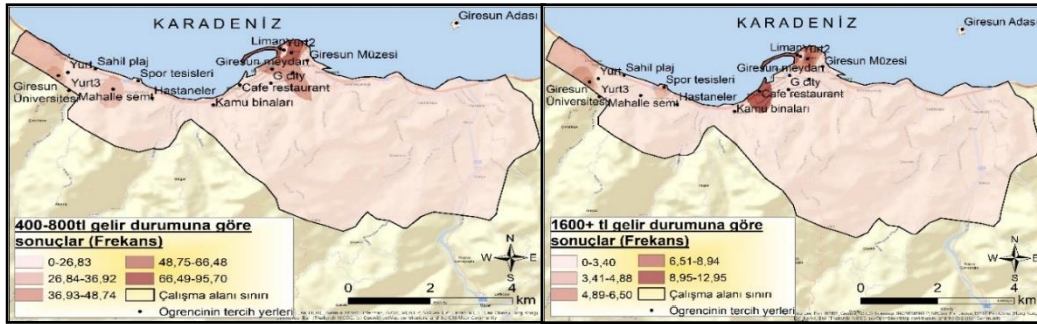 KARADENİZ
Giresun Adası
Liman
Yurt2
Giresun Müzesi
Giresun meydan
Yurt
Sahil plaj
Spor tesisleri
G city
Giresun
Üniversitesi
Yurt3
Mahalle semt
Hastaneler
Cafe restaurant
Kamu binaları
400-800tl gelir durumuna göre
sonuçlar (Frekans)
0-26,83
48,75-66,48
26,84-36,92
66,49-95,70
36,93-48,74
Çalışma alanı sınırı
Ögrencinin tercih yerleri
N
W
E
S
0 2 4
km
KARADENİZ
Giresun Adası
Liman
Yurt2
Giresun Müzesi
Giresun meydan
Yurt
Sahil plaj
Spor tesisleri
G city
Giresun
Üniversitesi
Yurt3
Mahalle semt
Hastaneler
Cafe restaurant
Kamu binaları
1600+ tl gelir durumuna göre
sonuçlar (Frekans)
0-3,40
6,51-8,94
3,41-4,88
8,95-12,95
4,89-6,50
Çalışma alanı sınırı
Ögrencinin tercih yerleri
N
W
E
S
0 2 4
km